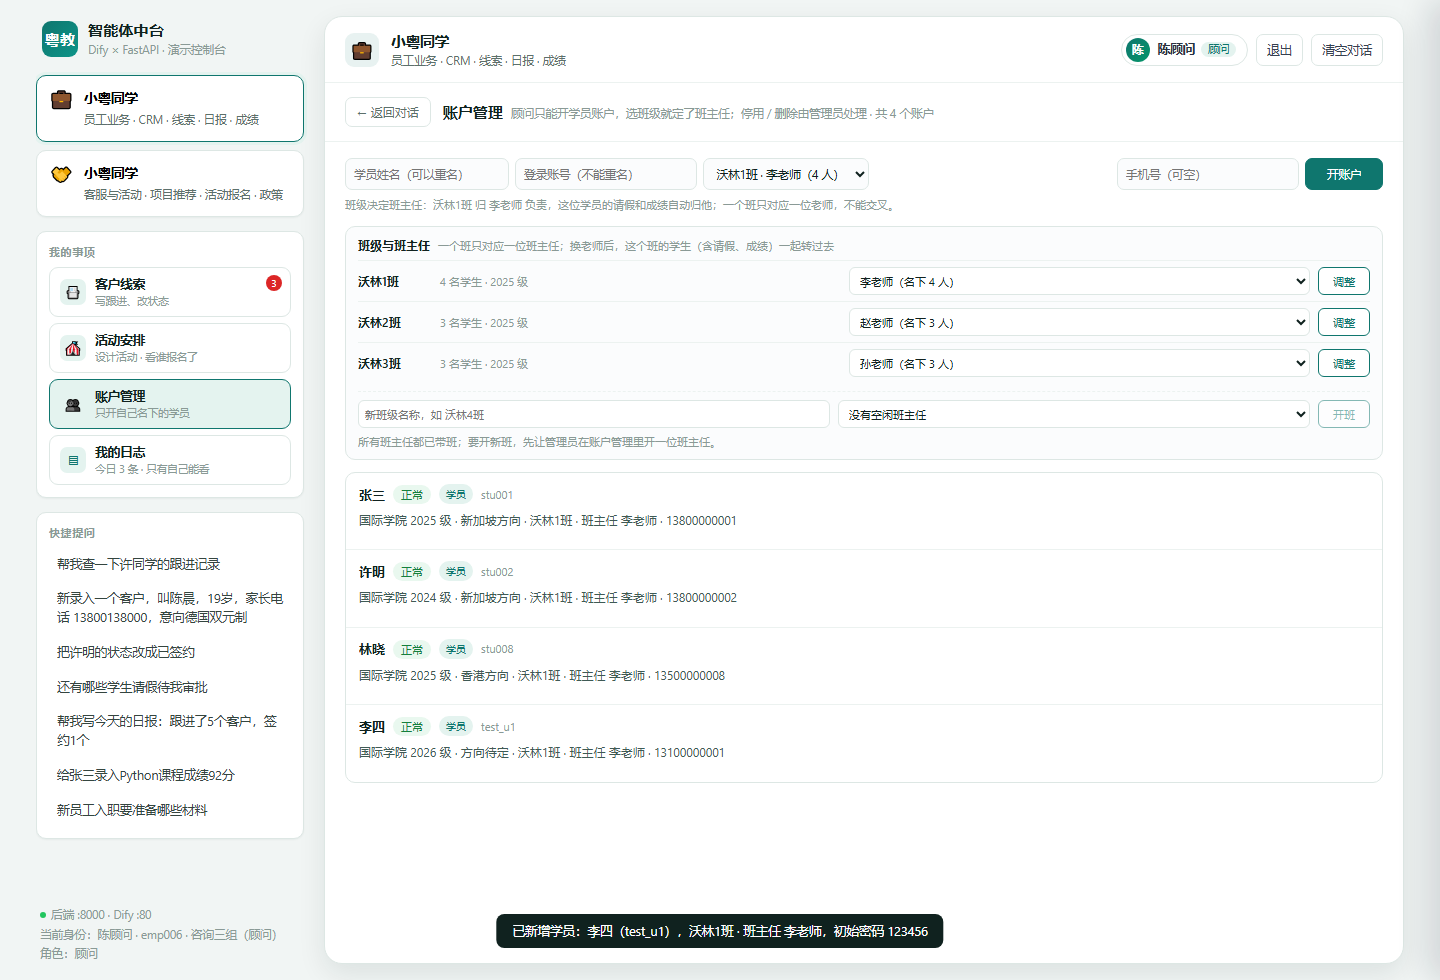 粤教
智能体中台
Dify × FastAPI · 演示控制台
小粤同学
员工业务 · CRM · 线索 · 日报 · 成绩
小粤同学
客服与活动 · 项目推荐 · 活动报名 · 政策
我的事项
客户线索
写跟进、改状态
3
活动安排
设计活动 · 看谁报名了
账户管理
只开自己名下的学员
我的日志
今日 3 条 · 只有自己能看
快捷提问
帮我查一下许同学的跟进记录
新录入一个客户，叫陈晨，19岁，家长电
话 13800138000，意向德国双元制
把许明的状态改成已签约
还有哪些学生请假待我审批
帮我写今天的日报：跟进了5个客户，签
约1个
给张三录入Python课程成绩92分
新员工入职要准备哪些材料
后端 :8000 · Dify :80
当前身份：陈顾问 · emp006 · 咨询三组（顾问）
角色：顾问
小粤同学
员工业务 · CRM · 线索 · 日报 · 成绩
陈 陈顾问 顾问
退出
清空对话
← 返回对话
账户管理 顾问只能开学员账户，选班级就定了班主任；停用 / 删除由管理员处理 · 共 4 个账户
学员姓名（可以重名）
登录账号（不能重名）
沃林1班 · 李老师（4 人）
手机号（可空）
开账户
班级决定班主任：沃林1班 归 李老师 负责，这位学员的请假和成绩自动归他；一个班只对应一位老师，不能交叉。
班级与班主任 一个班只对应一位班主任；换老师后，这个班的学生（含请假、成绩）一起转过去
沃林1班 4 名学生 · 2025 级 李老师（名下 4 人） 调整
沃林2班 3 名学生 · 2025 级 赵老师（名下 3 人） 调整
沃林3班 3 名学生 · 2025 级 孙老师（名下 3 人） 调整
新班级名称，如 沃林4班 没有空闲班主任 开班
所有班主任都已带班；要开新班，先让管理员在账户管理里开一位班主任。
张三 正常 学员 stu001
国际学院 2025 级 · 新加坡方向 · 沃林1班 · 班主任 李老师 · 13800000001
许明 正常 学员 stu002
国际学院 2024 级 · 新加坡方向 · 沃林1班 · 班主任 李老师 · 13800000002
林晓 正常 学员 stu008
国际学院 2025 级 · 香港方向 · 沃林1班 · 班主任 李老师 · 13500000008
李四 正常 学员 test_u1
国际学院 2026 级 · 方向待定 · 沃林1班 · 班主任 李老师 · 13100000001
已新增学员：李四（test_u1），沃林1班 · 班主任 李老师，初始密码 123456